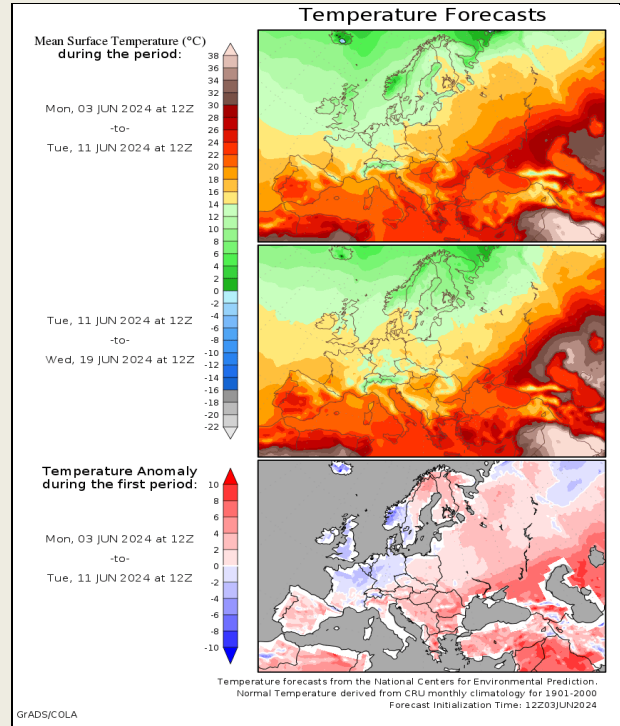 Temperature Forecasts
Mean Surface Temperature (°C)
during the period:
Mon, 03 JUN 2024 at 12Z
-to-
Tue, 11 JUN 2024 at 12Z
38
36
34
32
30
28
26
24
22
20
18
16
14
12
10
8
6
4
2
0
-2
-4
-6
-8
-10
-12
-14
-16
-18
-20
-22
Tue, 11 JUN 2024 at 12Z
-to-
Wed, 19 JUN 2024 at 12Z
Temperature Anomaly
during the first period:
Mon, 03 JUN 2024 at 12Z
-to-
Tue, 11 JUN 2024 at 12Z
10
8
6
4
2
0
-2
-4
-6
-8
-10
Temperature forecasts from the National Centers for Environmental Prediction.
Normal Temperature derived from CRU monthly climatology for 1901-2000
Forecast Initialization Time: 12Z03JUN2024
GrADS/COLA